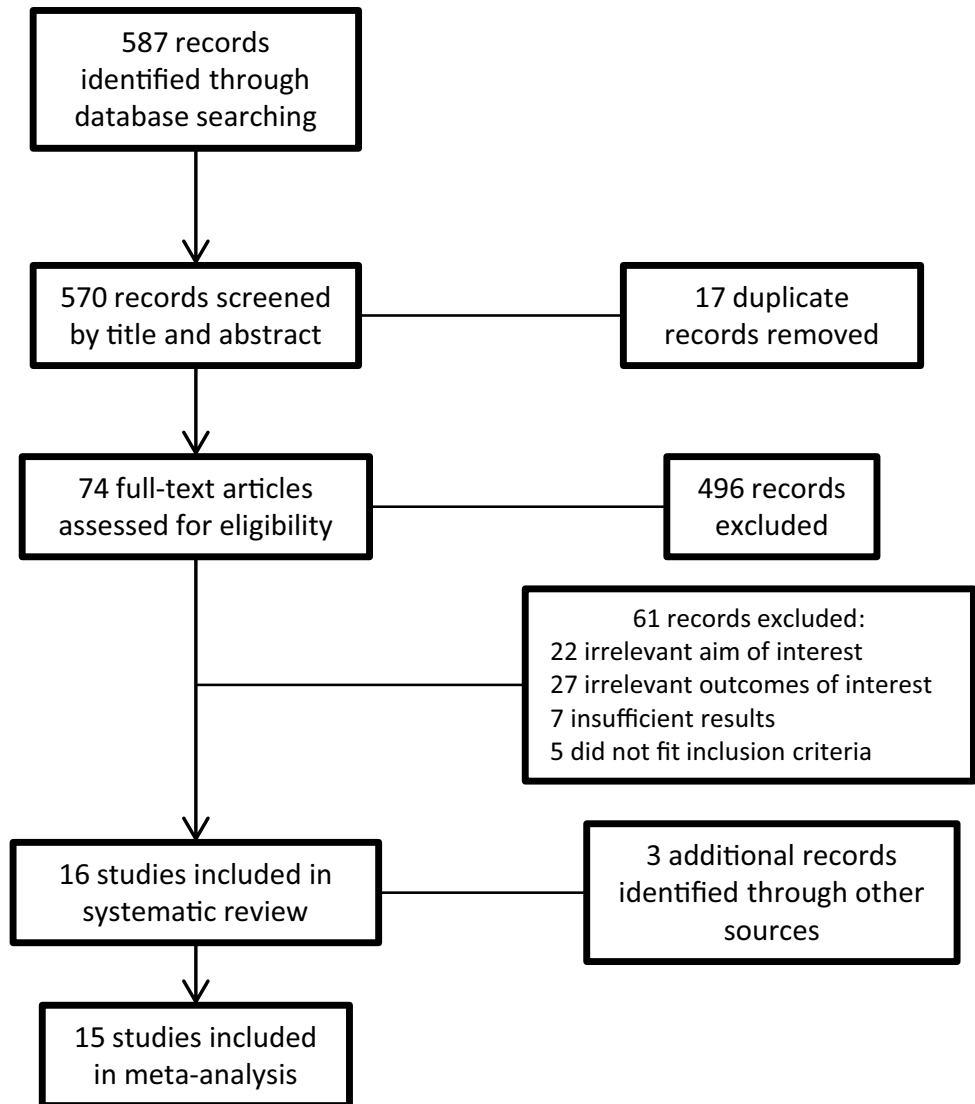 587 records
identified through
database searching
570 records screened
by title and abstract
17 duplicate
records removed
74 full-text articles
assessed for eligibility
496 records
excluded
61 records excluded:
22 irrelevant aim of interest
27 irrelevant outcomes of interest
7 insufficient results
5 did not fit inclusion criteria
16 studies included in
systematic review
3 additional records
identified through other
sources
15 studies included
in meta-analysis